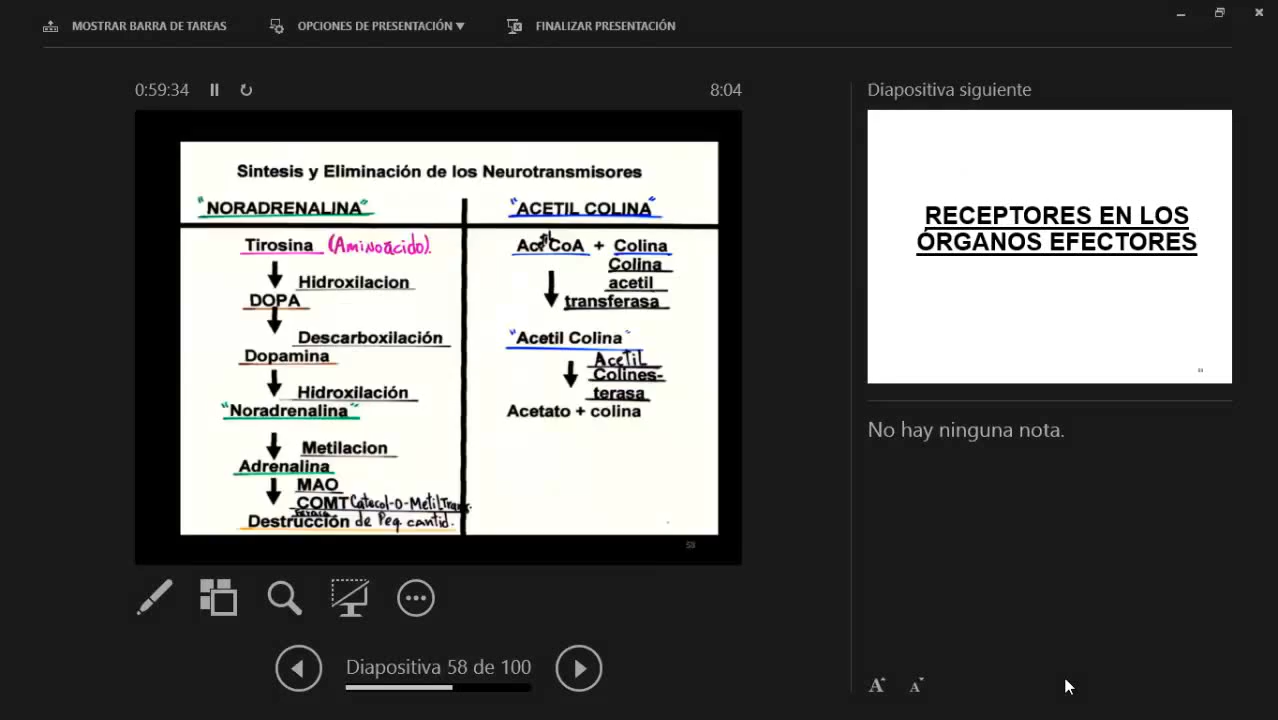 MOSTRAR BARRA DE TAREAS
OPCIONES DE PRESENTACIÓN ▼
FINALIZAR PRESENTACIÓN
0:59:34
8:04
Sintesis y Eliminación de los Neurotransmisores
"NORADRENALINA"
Tirosina (Aminoácido).
Hidroxilacion
DOPA
Descarboxilación
Dopamina
Hidroxilación
"Noradrenalina"
Metilacion
Adrenalina
MAO
COMT Catecol-O-MetilTrans
Destrucción de Peq. cantid.
"ACETIL COLINA"
+ Colina
Colina
acetil
transferasa
"Acetil Colina"
Acetil
Colines-
terasa
Acetato + colina
58
Diapositiva 58 de 100
Diapositiva siguiente
RECEPTORES EN LOS
ÓRGANOS EFECTORES
No hay ninguna nota.
A A